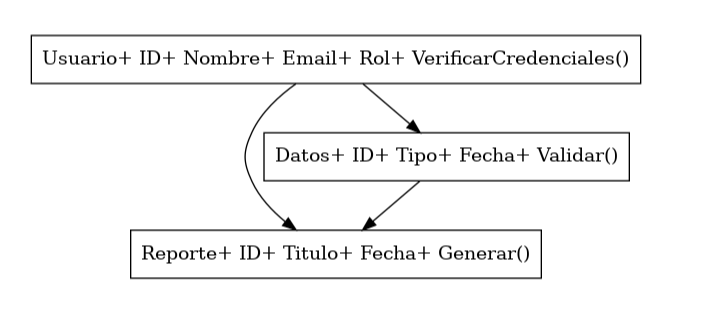 Usuario+ ID+ Nombre+ Email+ Rol+ VerificarCredenciales()
Datos+ ID+ Tipo+ Fecha+ Validar()
Reporte+ ID+ Titulo+ Fecha+ Generar()